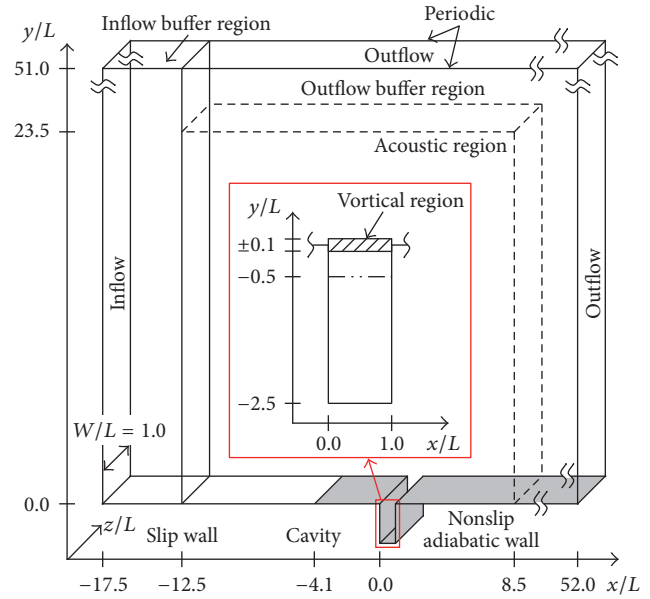 y/L
Inflow buffer region
Periodic
Outflow
51.0
Outflow buffer region
23.5
Acoustic region
y/L
Vortical region
±0.1
−0.5
Inflow
Outflow
−2.5
0.0 1.0 x/L
W/L = 1.0
0.0
z/L
Slip wall
Cavity
Nonslip
adiabatic wall
−17.5 −12.5 −4.1 0.0 8.5 52.0 x/L